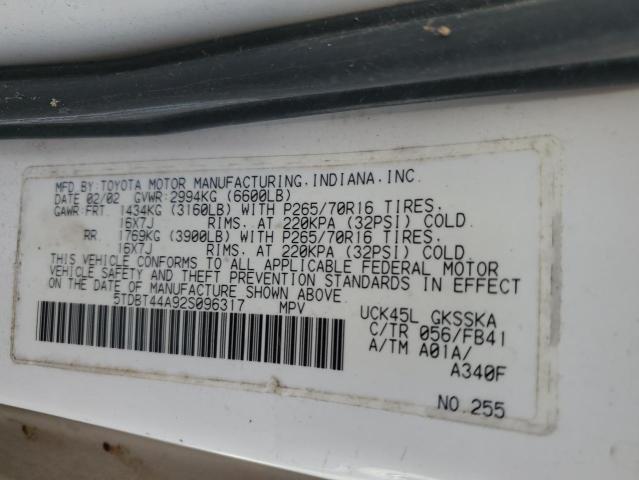 MFD.BY:TOYOTA MOTOR MANUFACTURING.INDIANA.INC.
DATE 02/02 GVWR:2994KG (6600LB)
GAWR:FRT. 1434KG (3160LB) WITH P265/70R16 TIRES.
16X7J RIMS. AT 220KPA (32PSI) COLD.
RR. 1769KG (3900LB) WITH P265/70R16 TIRES.
16X7J RIMS. AT 220KPA (32PSI) COLD.
THIS VEHICLE CONFORMS TO ALL APPLICABLE FEDERAL MOTOR
VEHICLE SAFETY AND THEFT PREVENTION STANDARDS IN EFFECT
ON THE DATE OF MANUFACTURE SHOWN ABOVE.
5TDBT44A92S096317 MPV
UCK45L GKSSKA
C/TR 056/FB41
A/TM A01A/
A340F
NO.255